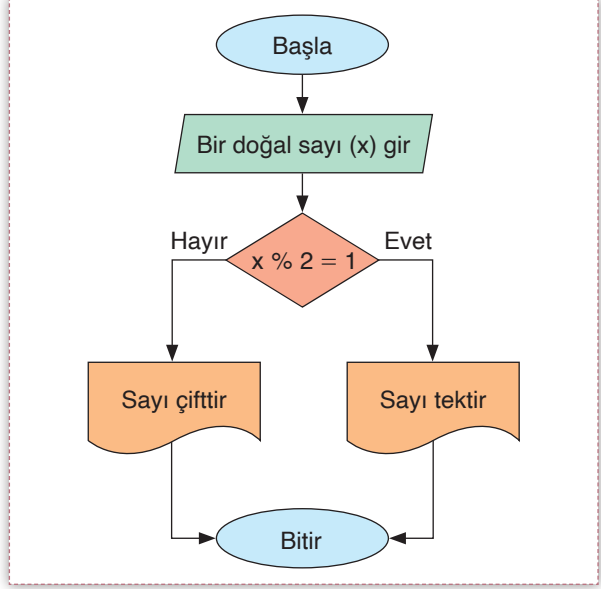 Başla
Bir doğal sayı (x) gir
Hayır
Evet
x % 2 = 1
Sayı çifttir
Sayı tektir
Bitir